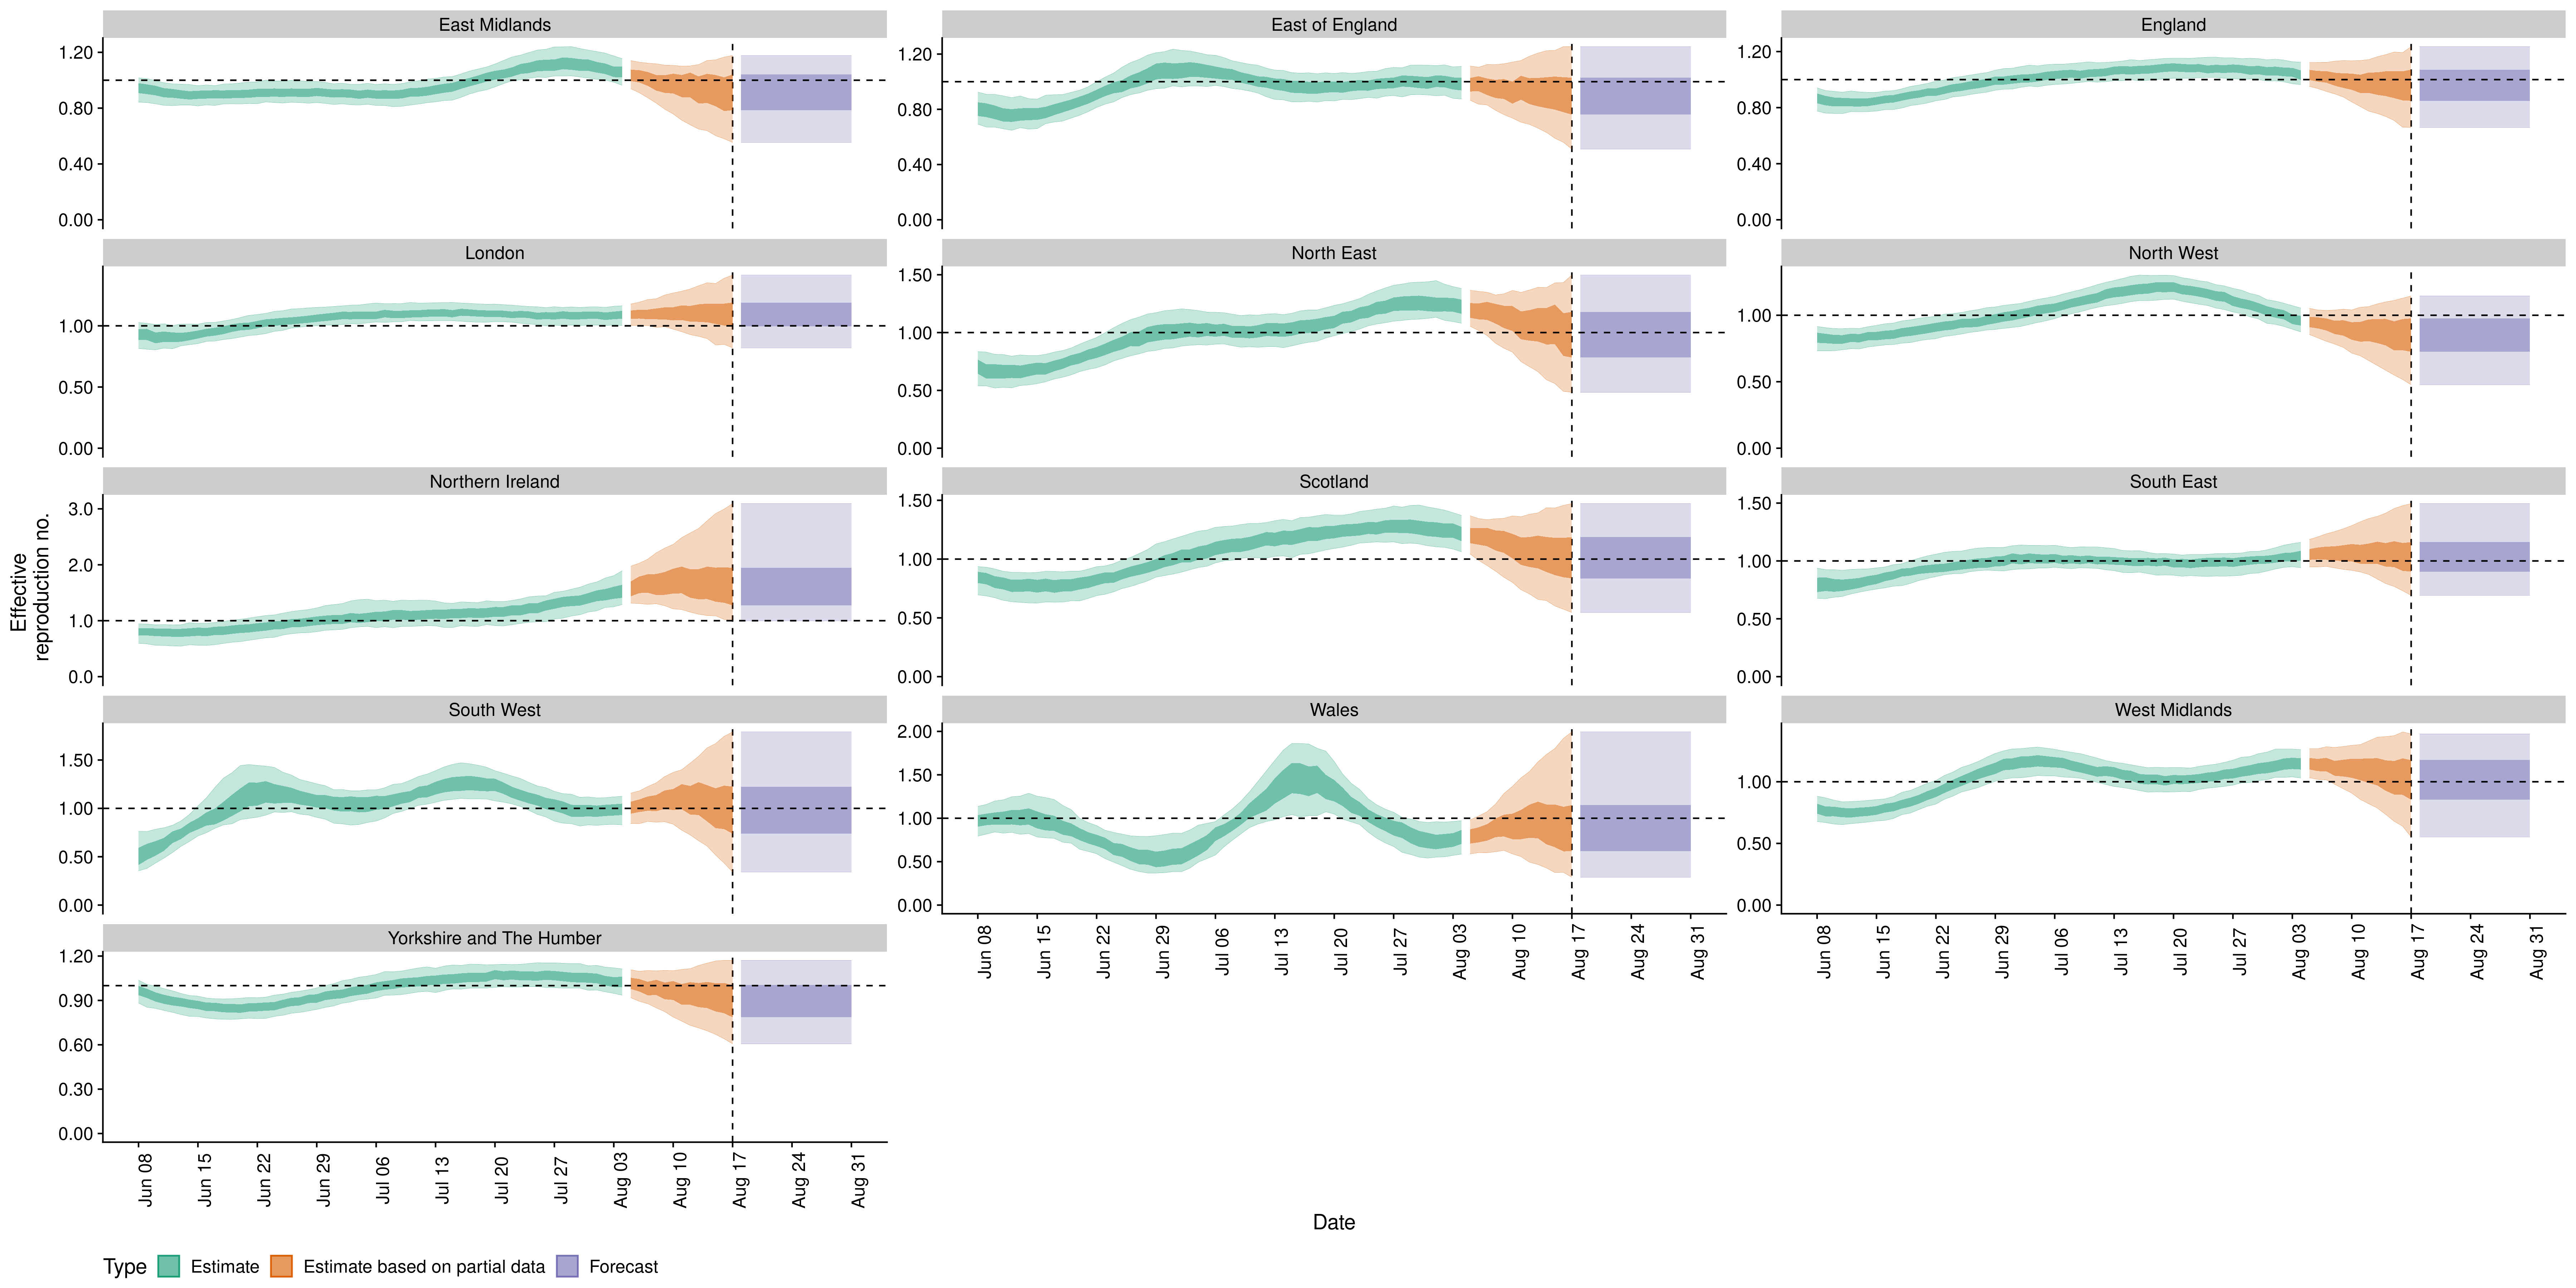 East Midlands
East of England
England
1.20
0.80
0.40
0.00
1.20
0.80
0.40
0.00
1.20
0.80
0.40
0.00
London
North East
North West
1.00
0.50
0.00
1.50
1.00
0.50
0.00
1.00
0.50
0.00
Northern Ireland
Scotland
South East
3.0
2.0
1.0
0.0
1.50
1.00
0.50
0.00
1.50
1.00
0.50
0.00
Effective
reproduction no.
South West
Wales
West Midlands
1.50
1.00
0.50
0.00
2.00
1.50
1.00
0.50
0.00
1.00
0.50
0.00
Jun 08 Jun 15 Jun 22 Jun 29 Jul 06 Jul 13 Jul 20 Jul 27 Aug 03 Aug 10 Aug 17 Aug 24 Aug 31
Jun 08 Jun 15 Jun 22 Jun 29 Jul 06 Jul 13 Jul 20 Jul 27 Aug 03 Aug 10 Aug 17 Aug 24 Aug 31
Yorkshire and The Humber
1.20
0.90
0.60
0.30
0.00
Jun 08 Jun 15 Jun 22 Jun 29 Jul 06 Jul 13 Jul 20 Jul 27 Aug 03 Aug 10 Aug 17 Aug 24 Aug 31
Date
Type Estimate Estimate based on partial data Forecast